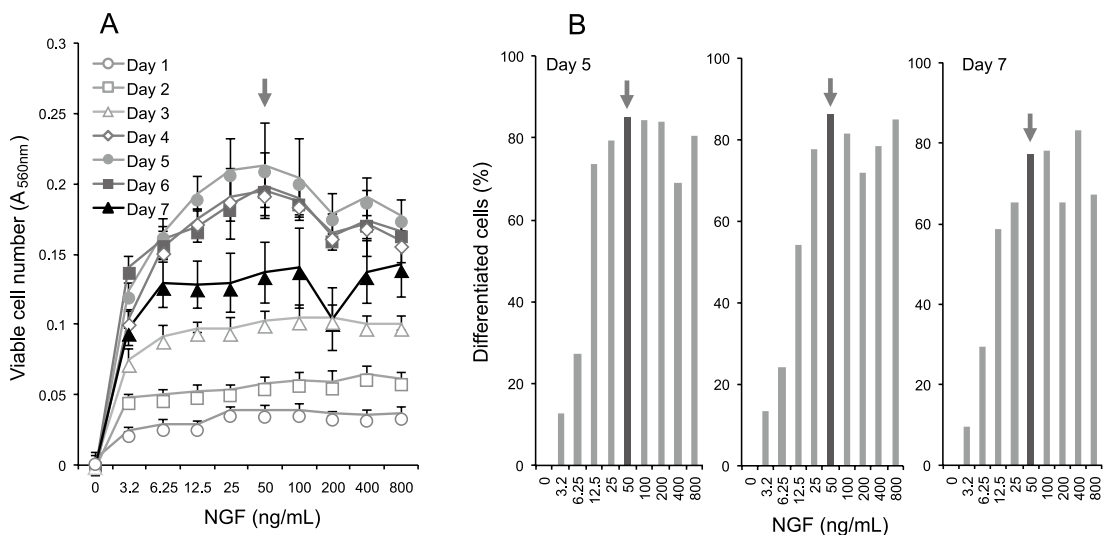 A
Viable cell number (A560nm)
0.3
0.25
0.2
0.15
0.1
0.05
0
Day 1
Day 2
Day 3
Day 4
Day 5
Day 6
Day 7
0 3.2 6.25 12.5 25 50 100 200 400 800
NGF (ng/mL)
B
Differentiated cells (%)
100
80
60
40
20
0
Day 5
0 3.2 6.25 12.5 25 50 100 200 400 800
100
80
60
40
20
0
0 3.2 6.25 12.5 25 50 100 200 400 800
NGF (ng/mL)
100
80
60
40
20
0
Day 7
0 3.2 6.25 12.5 25 50 100 200 400 800